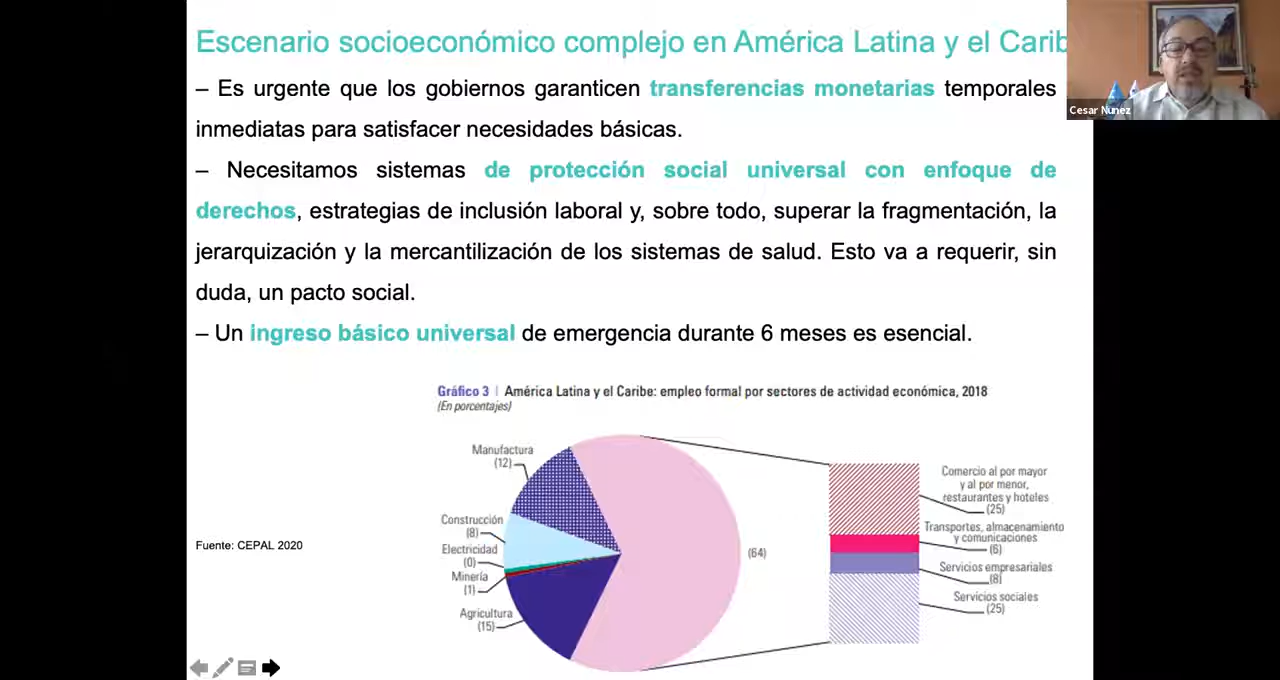 Escenario socioeconómico complejo en América Latina y el Carib
– Es urgente que los gobiernos garanticen transferencias monetarias temporales
inmediatas para satisfacer necesidades básicas.
– Necesitamos sistemas de protección social universal con enfoque de
derechos, estrategias de inclusión laboral y, sobre todo, superar la fragmentación, la
jerarquización y la mercantilización de los sistemas de salud. Esto va a requerir, sin
duda, un pacto social.
– Un ingreso básico universal de emergencia durante 6 meses es esencial.
Cesar Nunez
Gráfico 3 | América Latina y el Caribe: empleo formal por sectores de actividad económica, 2018
(En porcentajes)
Manufactura
(12)
Construcción
(8)
Electricidad
(0)
Minería
(1)
Agricultura
(15)
(64)
Comercio al por mayor
y al por menor,
restaurantes y hoteles
(25)
Transportes, almacenamiento
y comunicaciones
(6)
Servicios empresariales
(8)
Servicios sociales
(25)
Fuente: CEPAL 2020